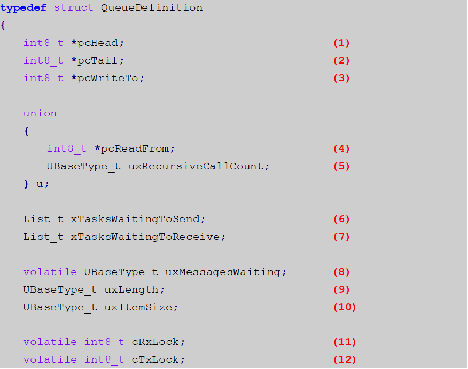 typedef struct QueueDefinition
{
int8_t *pcHead; (1)
int8_t *pcTail; (2)
int8_t *pcWriteTo; (3)
union
{
int8_t *pcReadFrom; (4)
UBaseType_t uxRecursiveCallCount; (5)
} u;
List_t xTasksWaitingToSend; (6)
List_t xTasksWaitingToReceive; (7)
volatile UBaseType_t uxMessagesWaiting; (8)
UBaseType_t uxLength; (9)
UBaseType_t uxItemSize; (10)
volatile int8_t cRxLock; (11)
volatile int8_t cTxLock; (12)